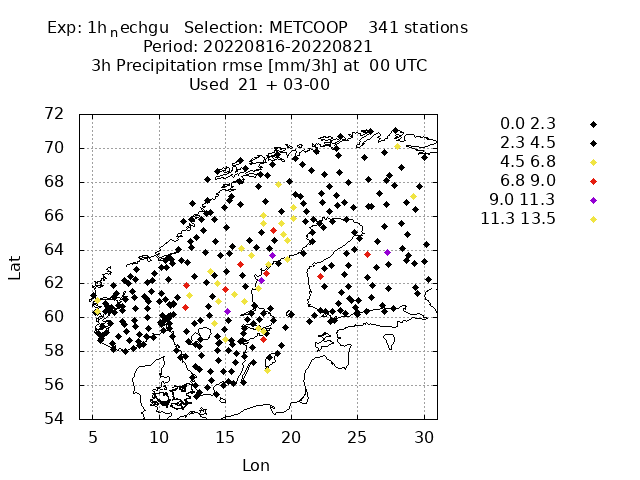 Exp: 1h_nechgu   Selection: METCOOP    341 stations
Period: 20220816-20220821
3h Precipitation rmse [mm/3h] at  00 UTC
Used  21 + 03-00
72
70
68
66
64
62
60
58
56
54
5 10 15 20 25 30
Lat
Lon
0.0 2.3
2.3 4.5
4.5 6.8
6.8 9.0
9.0 11.3
11.3 13.5